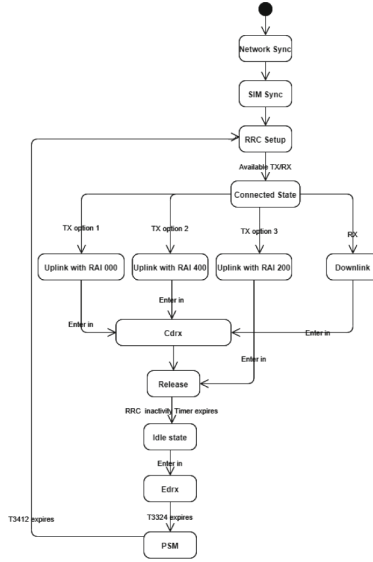 Network Sync
SIM Sync
RRC Setup
Available TX/RX
Connected State
TX option 1
TX option 2
TX option 3
RX
Uplink with RAI 000
Uplink with RAI 400
Uplink with RAI 200
Downlink
Enter in
Enter in
Cdrx
Enter in
Enter in
Release
RRC inactivity Timer expires
Idle state
Enter in
Edrx
T3412 expires
T3324 expires
PSM